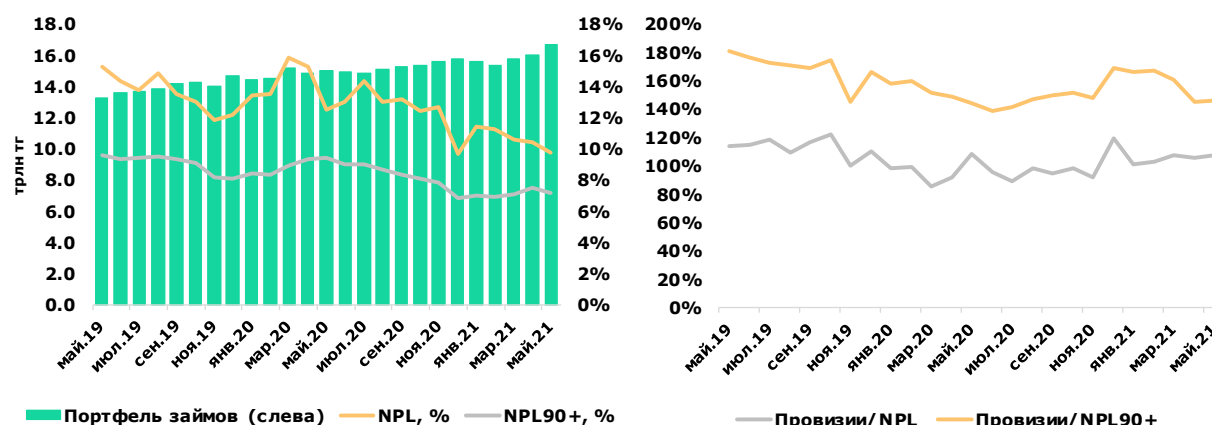 трлн тг
18.0
16.0
14.0
12.0
10.0
8.0
6.0
4.0
2.0
0.0
18%
16%
14%
12%
10%
8%
6%
4%
2%
0%
май.19
июл.19
сен.19
ноя.19
янв.20
мар.20
май.20
июл.20
сен.20
ноя.20
янв.21
мар.21
май.21
Портфель займов (слева)
NPL, %
NPL90+, %
200%
180%
160%
140%
120%
100%
80%
60%
40%
20%
0%
май.19
июл.19
сен.19
ноя.19
янв.20
мар.20
май.20
июл.20
сен.20
ноя.20
янв.21
мар.21
май.21
Провизии/ NPL
Провизии/ NPL90+